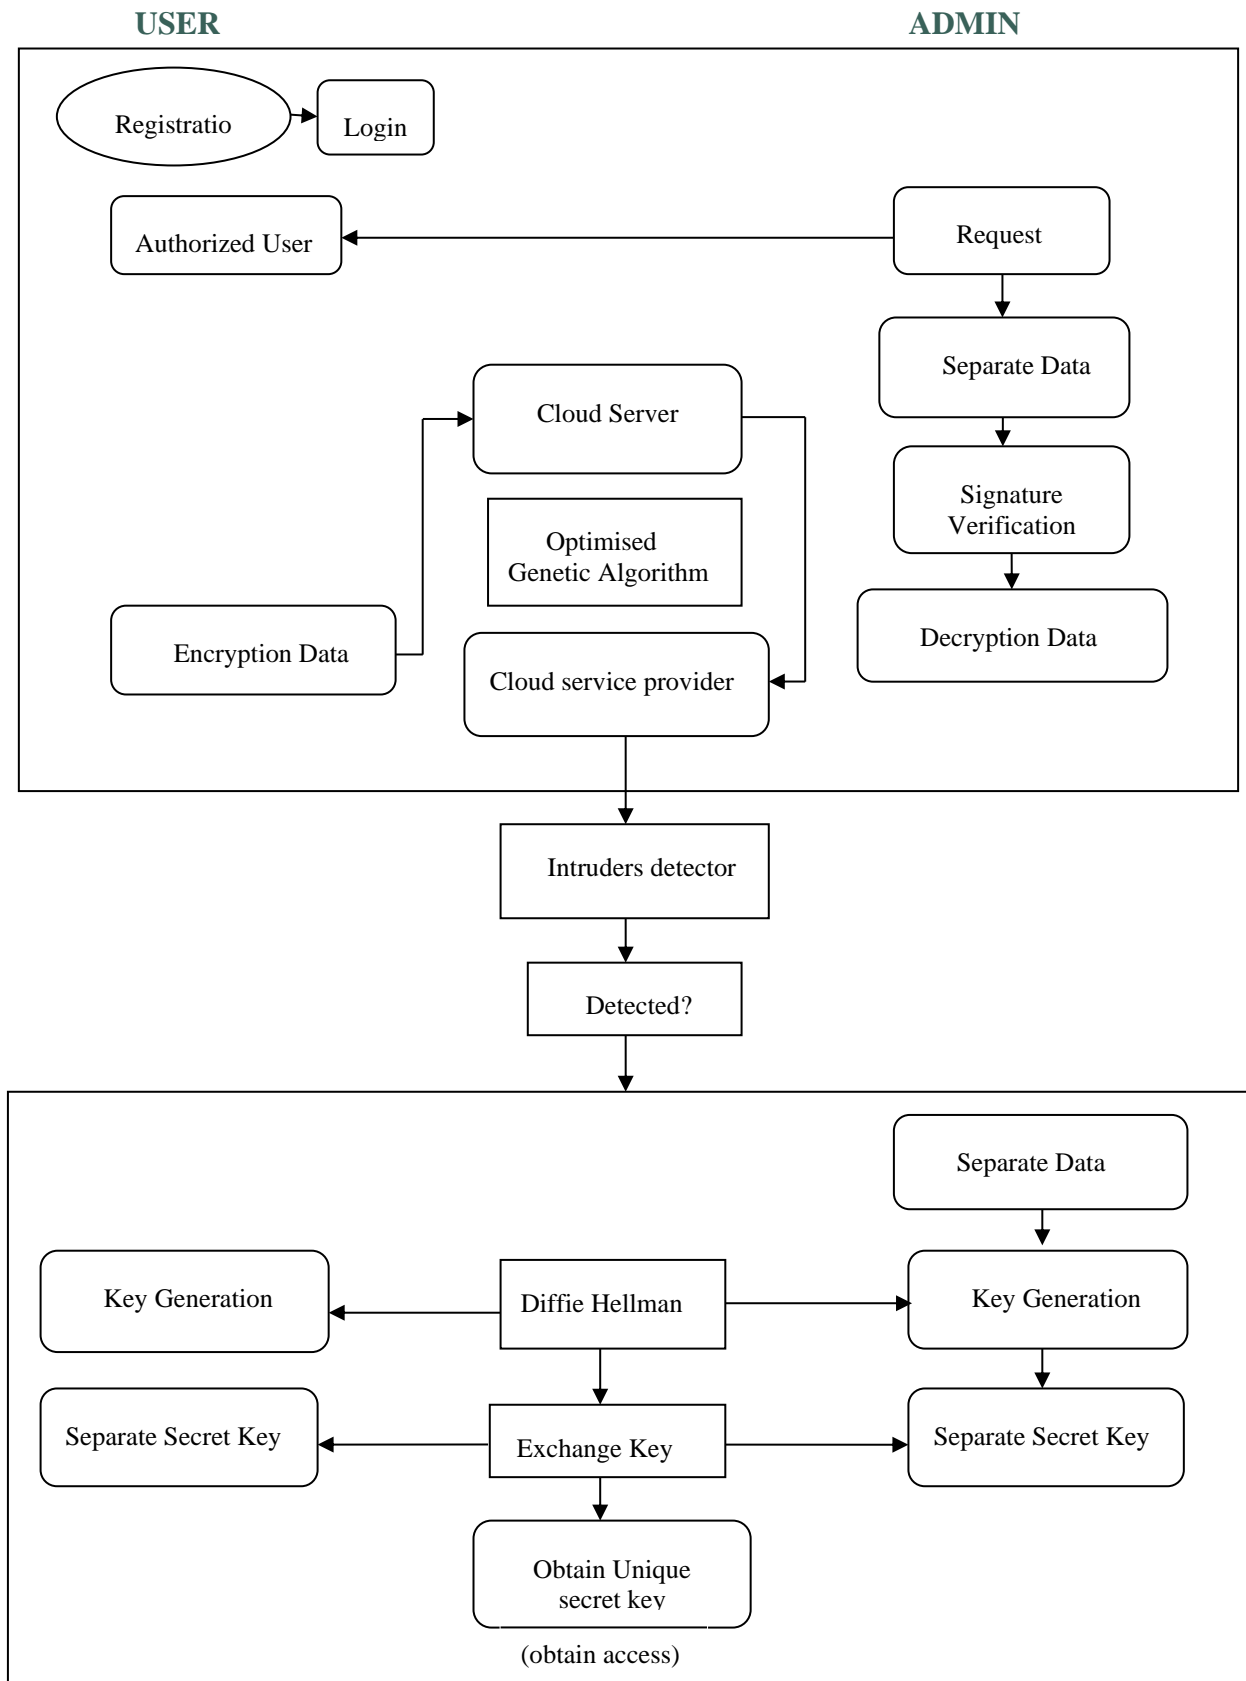 USER
ADMIN
Registratio
Login
Authorized User
Request
Separate Data
Cloud Server
Signature
Verification
Optimised
Genetic Algorithm
Encryption Data
Decryption Data
Cloud service provider
Intruders detector
Detected?
Separate Data
Key Generation
Diffie Hellman
Key Generation
Separate Secret Key
Exchange Key
Separate Secret Key
Obtain Unique
secret key
(obtain access)